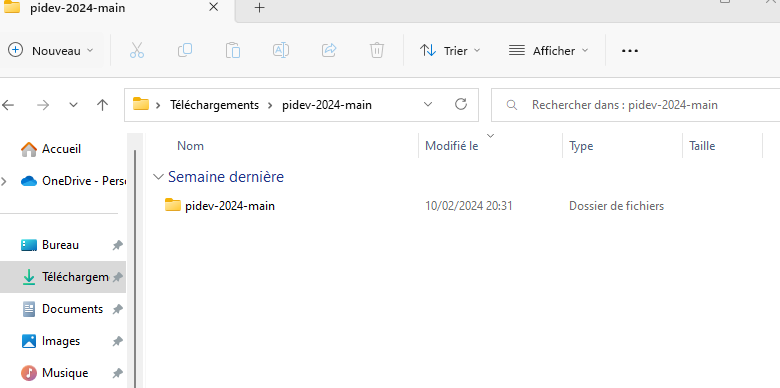 pidev-2024-main
Nouveau
Trier
Afficher
Téléchargements > pidev-2024-main
Rechercher dans : pidev-2024-main
Nom Modifié le Type Taille
Accueil
OneDrive - Perso
Semaine dernière
pidev-2024-main 10/02/2024 20:31 Dossier de fichiers
Bureau
Téléchargem
Documents
Images
Musique